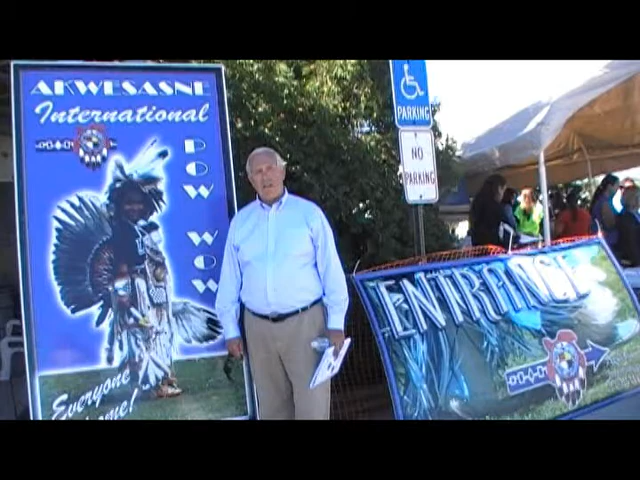 AKWESASNE
International
POW
WOW
Everyone
PARKING
NO
PARKING
ENTRANCE